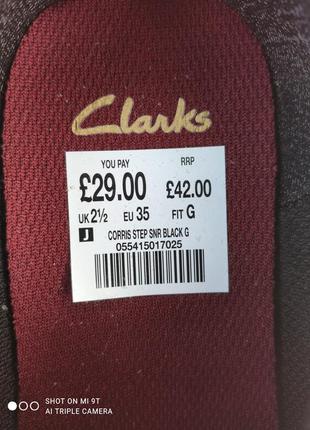 Clarks
YOU PAY RRP
£29.00 £42.00
UK 2½ EU 35 FIT G
J CORRIS STEP SNR BLACK G
055415017025
SHOT ON MI 9T
AI TRIPLE CAMERA